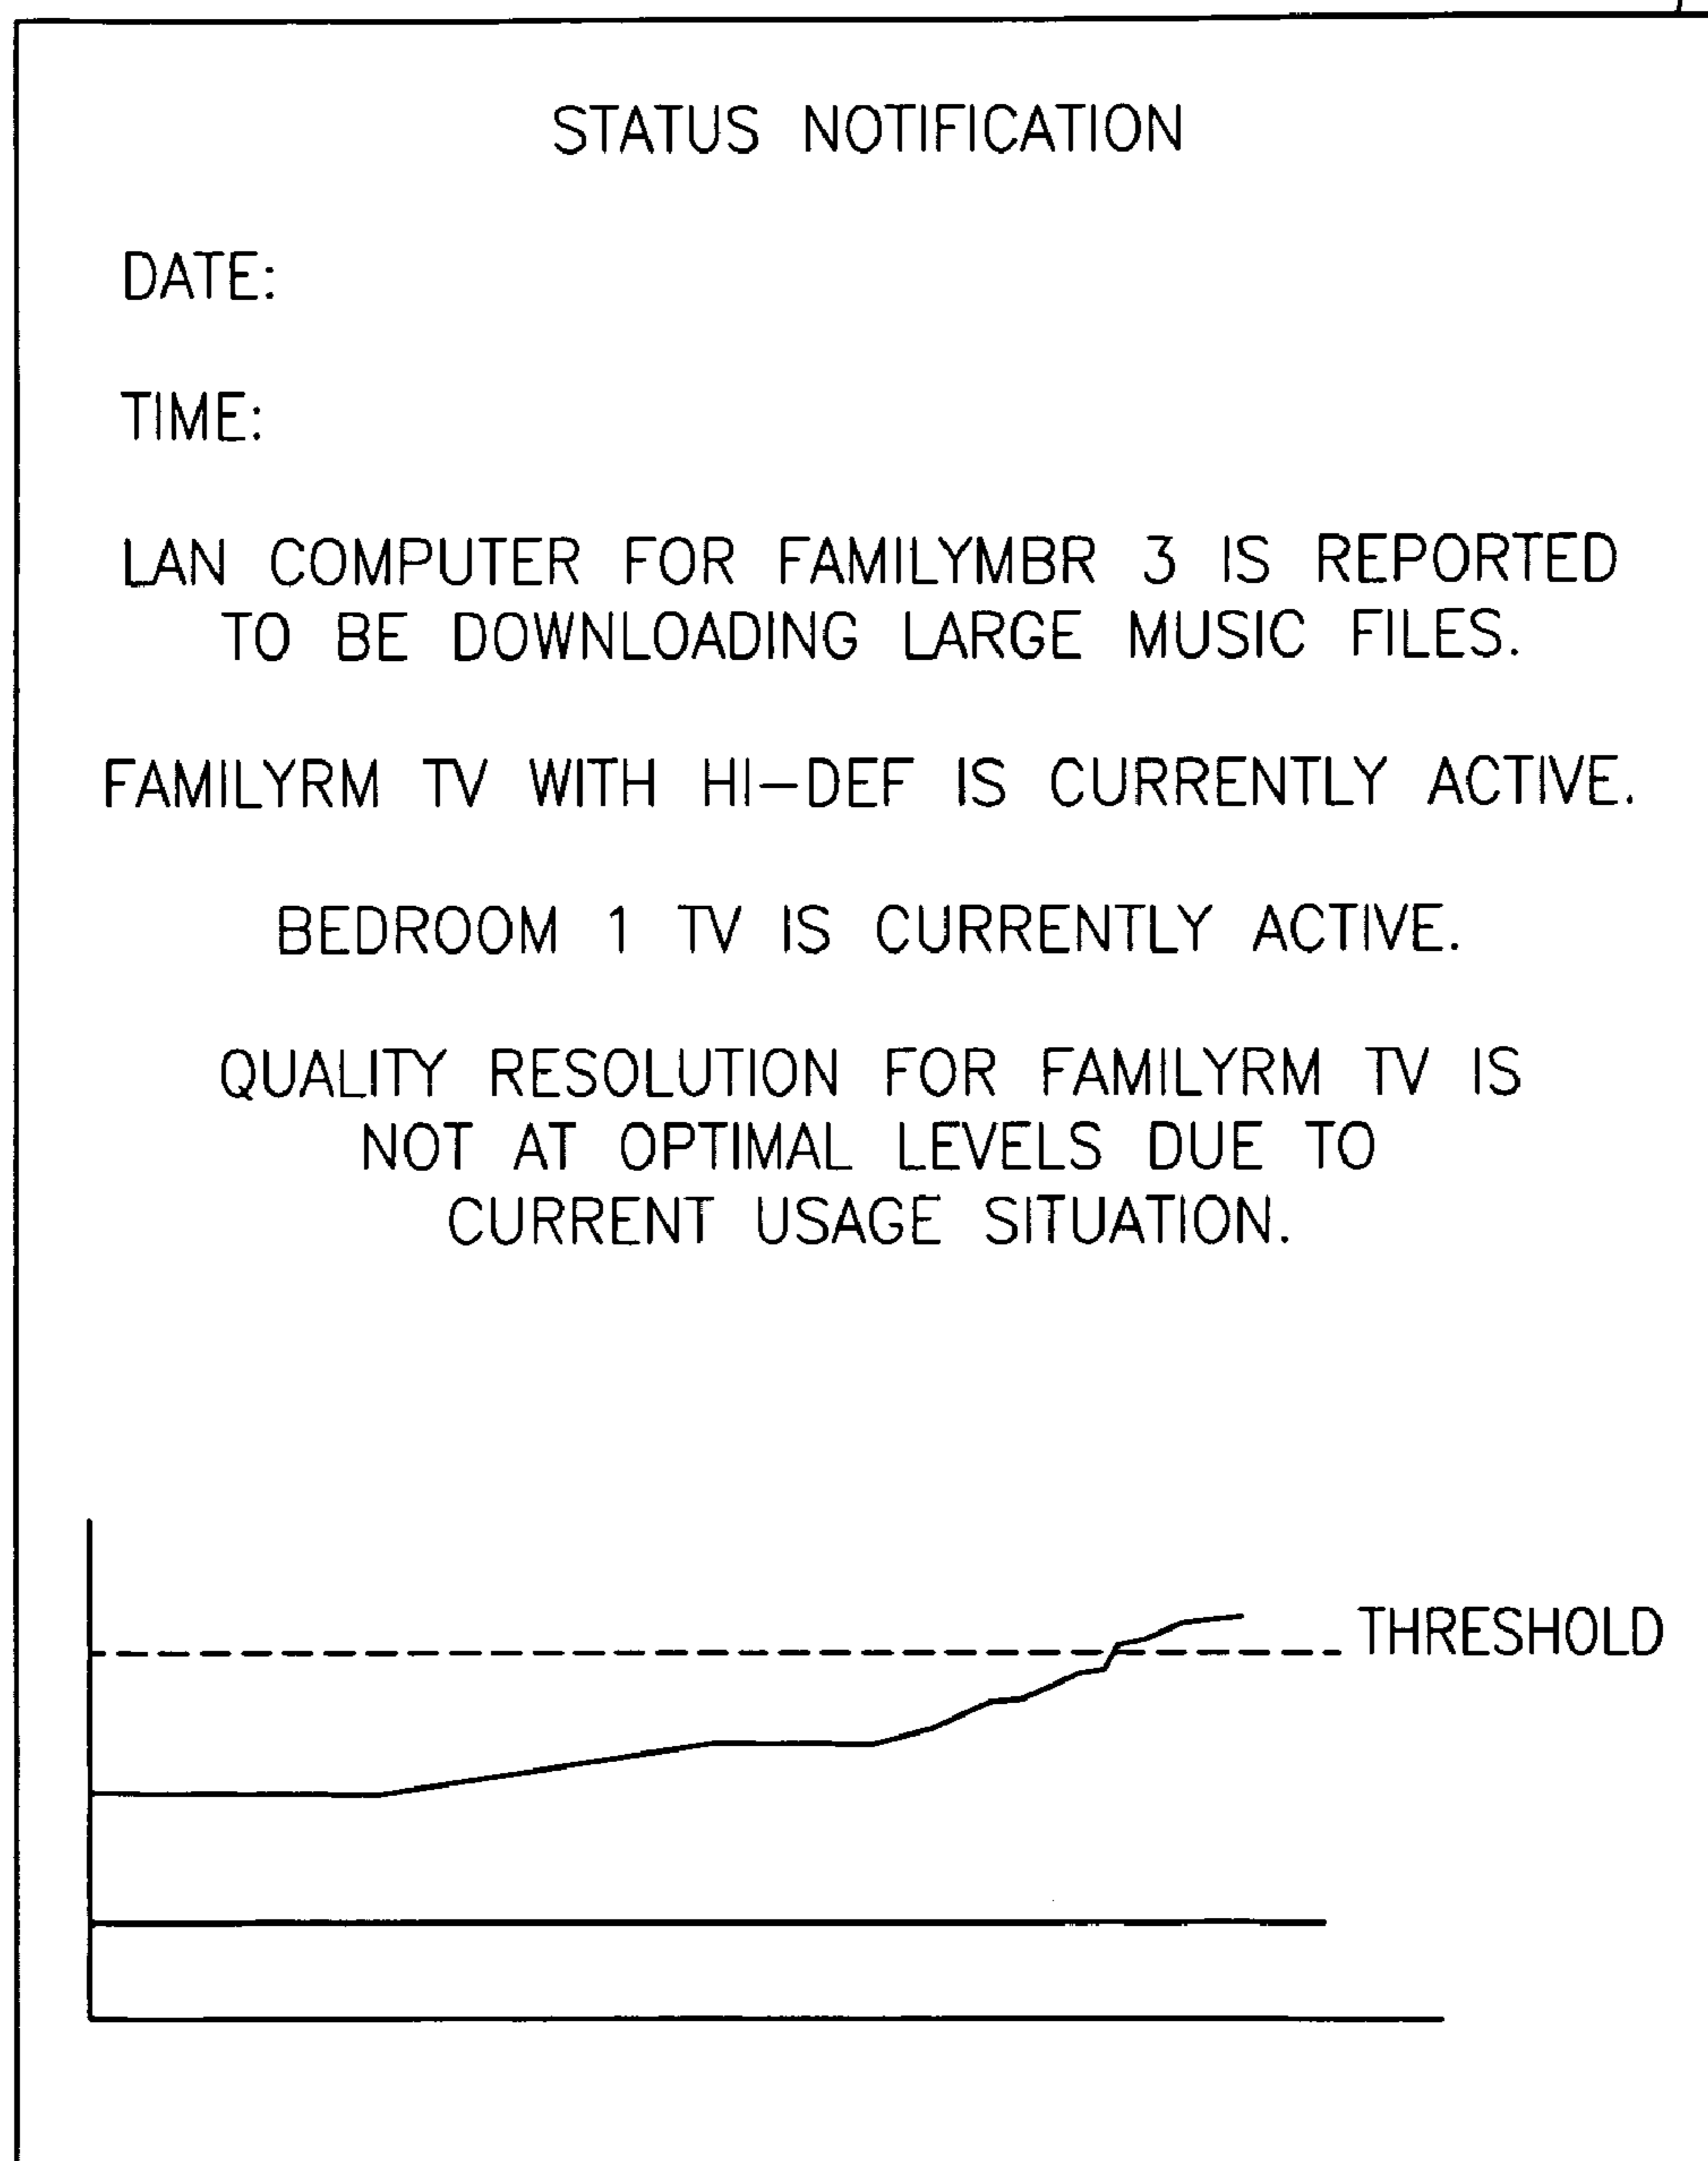 STATUS NOTIFICATION
DATE:
TIME:
LAN COMPUTER FOR FAMILYMBR 3 IS REPORTED
TO BE DOWNLOADING LARGE MUSIC FILES.
FAMILYRM TV WITH HI-DEF IS CURRENTLY ACTIVE.
BEDROOM 1 TV IS CURRENTLY ACTIVE.
QUALITY RESOLUTION FOR FAMILYRM TV IS
NOT AT OPTIMAL LEVELS DUE TO
CURRENT USAGE SITUATION.
THRESHOLD